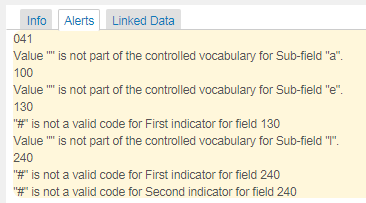 Info Alerts Linked Data
041
Value "" is not part of the controlled vocabulary for Sub-field "a".
100
Value "" is not part of the controlled vocabulary for Sub-field "e".
130
"#" is not a valid code for First indicator for field 130
Value "" is not part of the controlled vocabulary for Sub-field "l".
240
"#" is not a valid code for First indicator for field 240
"#" is not a valid code for Second indicator for field 240